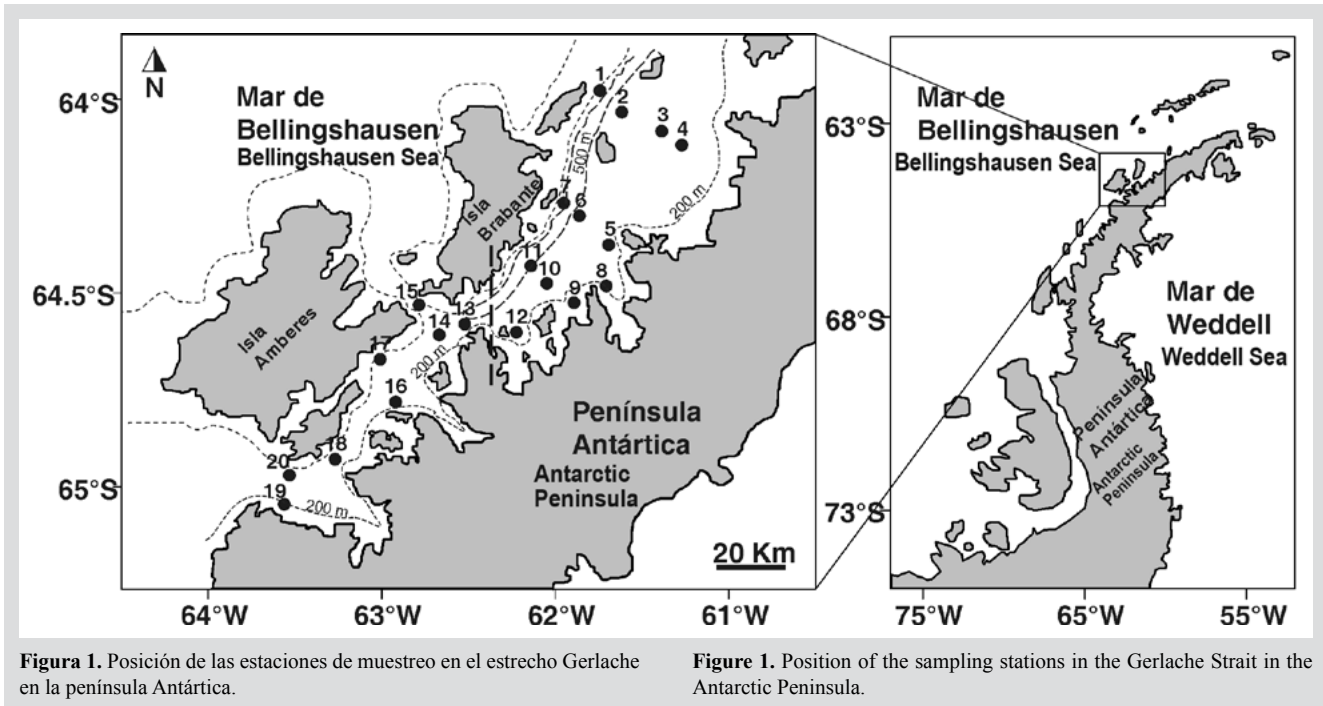 N
Mar de
Bellingshausen
Bellingshausen Sea
64°S
64.5°S
65°S
64°W
63°W
62°W
61°W
1
2
3
4
500 m
200 m
7
6
5
Isla
Brabante
11
10
9
8
15
14
13
12
Isla
Amberes
17
200 m
16
18
20
19
200 m
Península
Antártica
Antarctic
Peninsula
20 Km
Mar de
Bellingshausen
Bellingshausen Sea
63°S
68°S
73°S
Mar de
Weddell
Weddell Sea
Peninsula
Antártica
Antarctic
Peninsula
75°W
65°W
55°W
Figura 1. Posición de las estaciones de muestreo en el estrecho Gerlache
en la península Antártica.
Figure 1. Position of the sampling stations in the Gerlache Strait in the
Antarctic Peninsula.